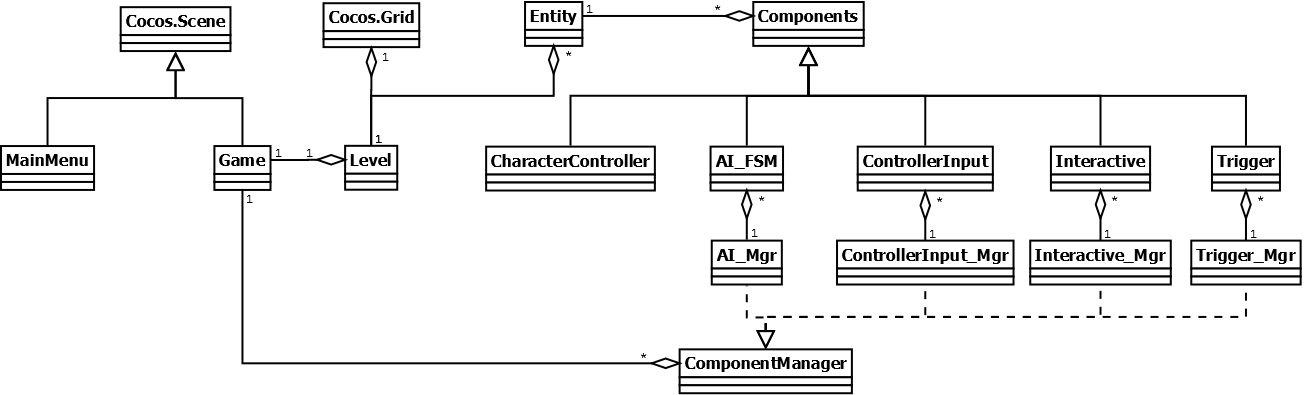 Cocos.Scene
Cocos.Grid
Entity
1
*
Components
1
*
MainMenu
Game
1
1
Level
1
CharacterController
AI_FSM
ControllerInput
Interactive
Trigger
1
*
*
*
*
1
1
1
1
AI_Mgr
ControllerInput_Mgr
Interactive_Mgr
Trigger_Mgr
*
ComponentManager